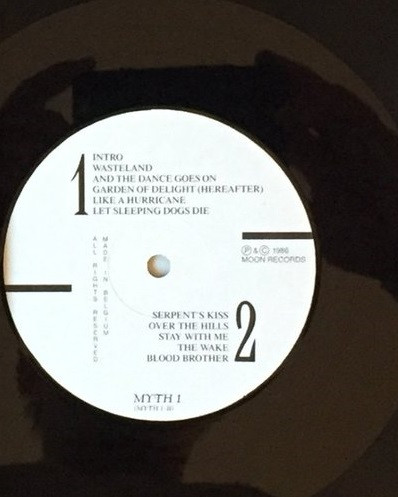 1
INTRO
WASTELAND
AND THE DANCE GOES ON
GARDEN OF DELIGHT (HEREAFTER)
LIKE A HURRICANE
LET SLEEPING DOGS DIE
MADE IN BELGIUM
ALL RIGHTS RESERVED
Ⓟ & © 1986
MOON RECORDS
2
SERPENT'S KISS
OVER THE HILLS
STAY WITH ME
THE WAKE
BLOOD BROTHER
MYTH 1